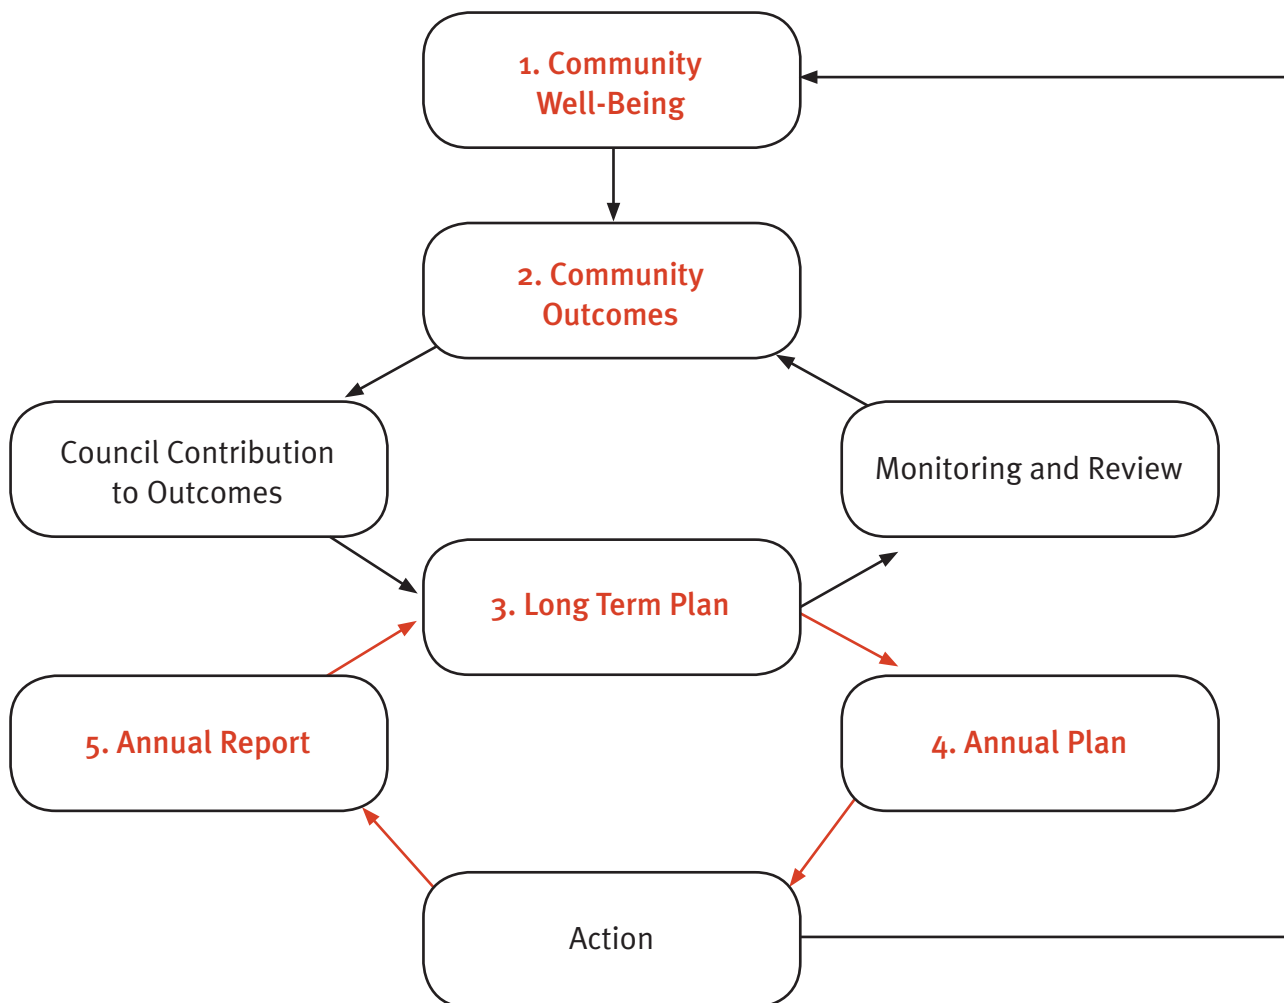 1. Community
Well-Being
2. Community
Outcomes
Council Contribution
to Outcomes
Monitoring and Review
3. Long Term Plan
5. Annual Report
4. Annual Plan
Action